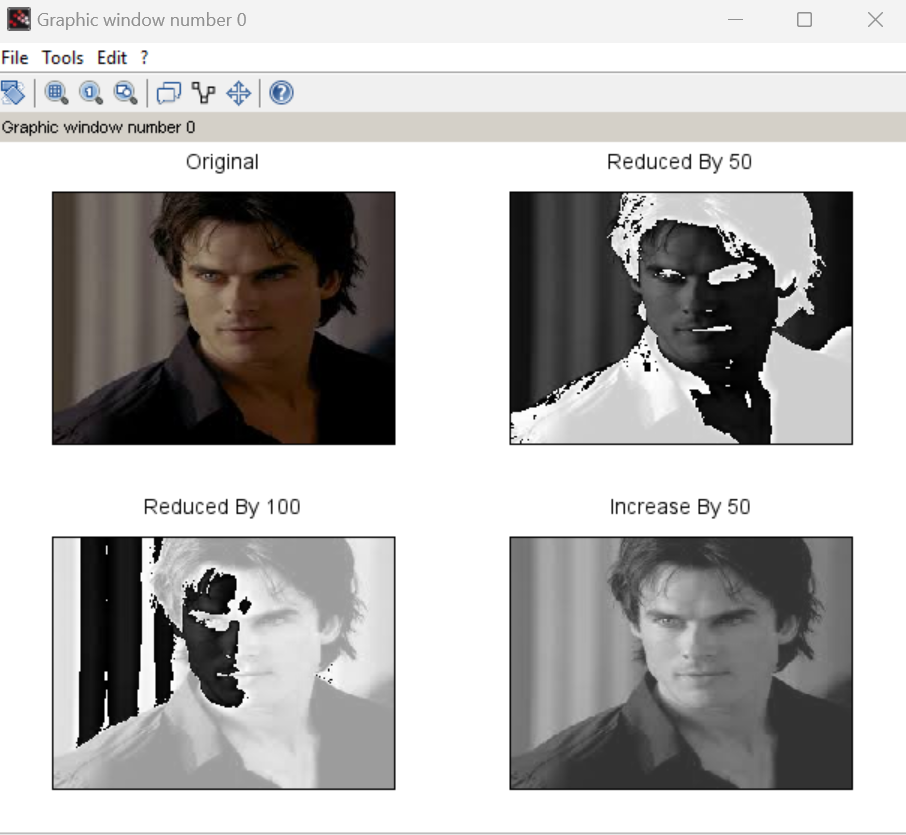 Graphic window number 0
File Tools Edit ?
Graphic window number 0
Original
Reduced By 50
Reduced By 100
Increase By 50